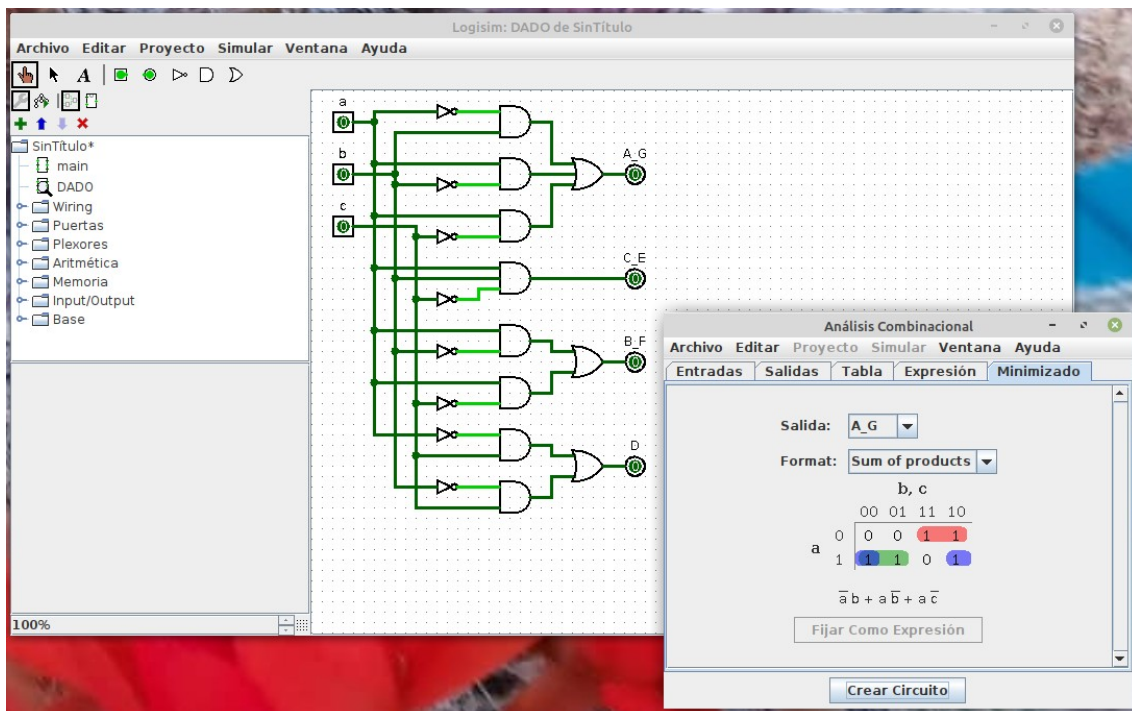 Logisim: DADO de SinTítulo
Archivo Editar Proyecto Simular Ventana Ayuda
A
SinTítulo*
main
DADO
Wiring
Puertas
Plexores
Aritmética
Memoria
Input/Output
Base
100%
a
0
b
0
c
0
A_G
0
C_E
0
B_F
0
D
0
Análisis Combinacional
Archivo Editar Proyecto Simular Ventana Ayuda
Entradas Salidas Tabla Expresión Minimizado
Salida: A_G
Format: Sum of products
b, c
00 01 11 10
a
0 0 0 1 1
1 1 1 0 1
a̅ b + a b̅ + a c̅
Fijar Como Expresión
Crear Circuito